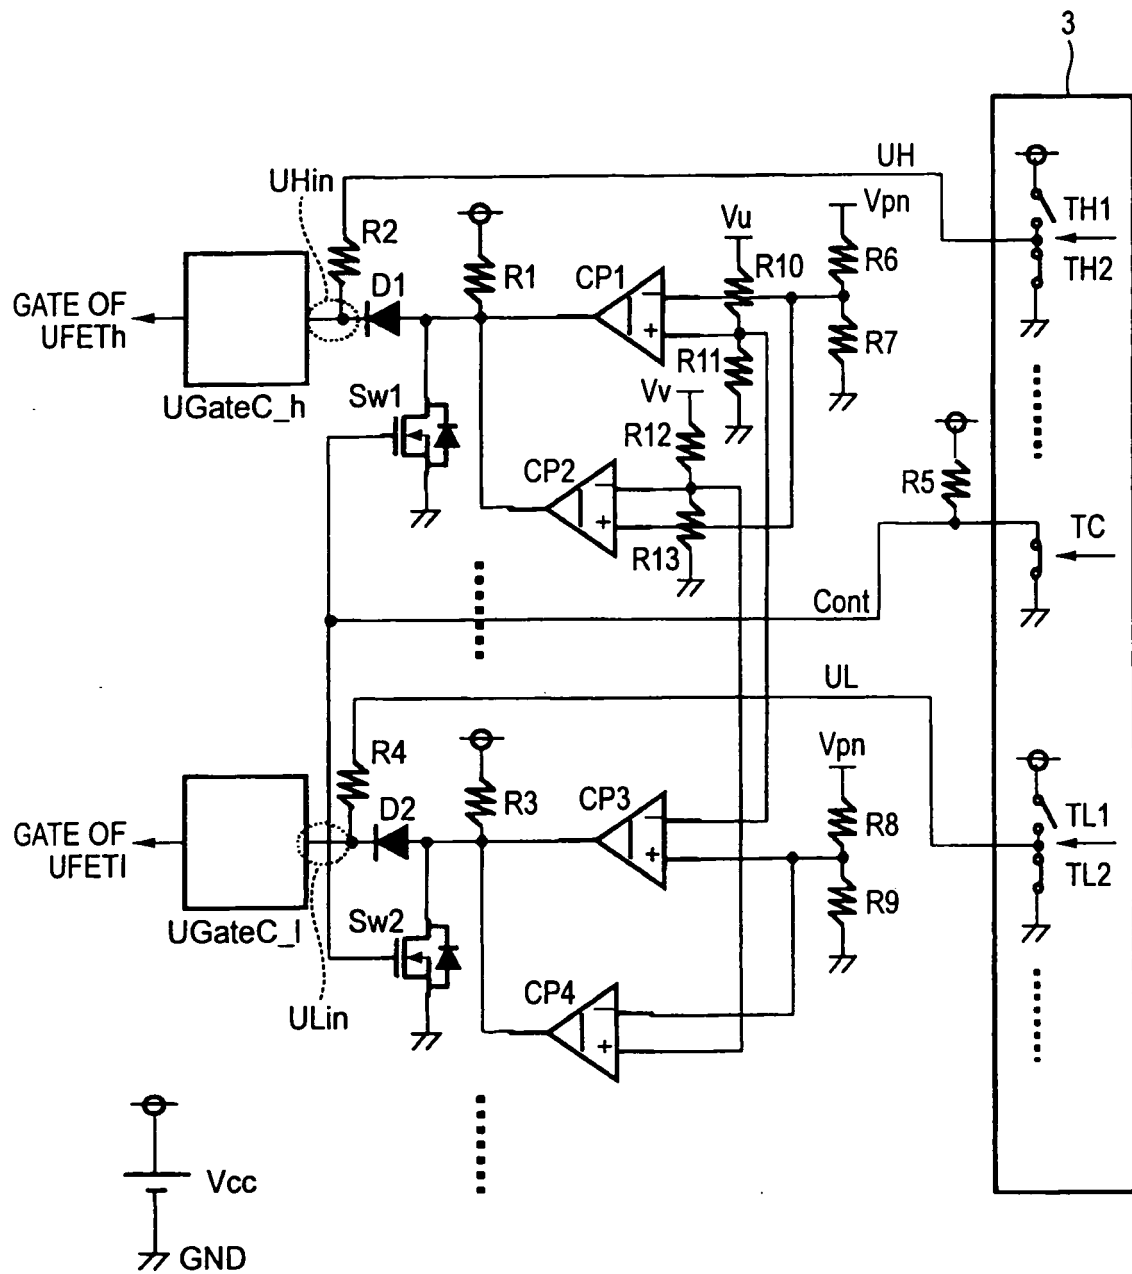 3
UH
UHin
TH1
Vpn
Vu
R2
R10
R6
TH2
D1
R1
CP1
−
+
GATE OF
UFETh
R7
R11
UGateC_h
Sw1
Vv
R12
CP2
−
+
R5
R13
TC
Cont
UL
R4
Vpn
D2
R3
CP3
−
+
R8
TL1
GATE OF
UFETl
TL2
R9
UGateC_l
Sw2
CP4
−
+
ULin
Vcc
GND